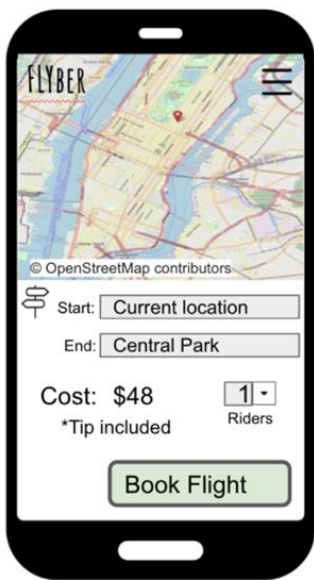 FLYBER
© OpenStreetMap contributors
Start: Current location
End: Central Park
Cost: $48
1
*Tip included
Riders
Book Flight